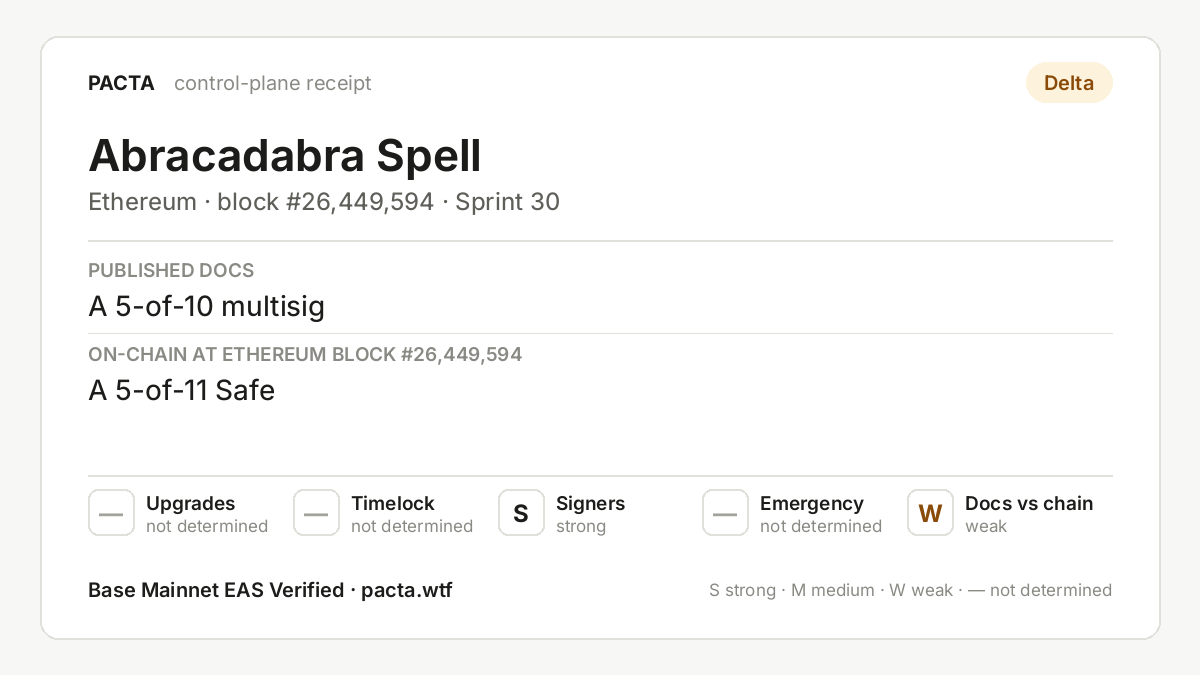 PACTA control-plane receipt Delta
Abracadabra Spell
Ethereum · block #26,449,594 · Sprint 30
PUBLISHED DOCS
A 5-of-10 multisig
ON-CHAIN AT ETHEREUM BLOCK #26,449,594
A 5-of-11 Safe
— Upgrades not determined
— Timelock not determined
S Signers strong
— Emergency not determined
W Docs vs chain weak
Base Mainnet EAS Verified · pacta.wtf
S strong · M medium · W weak · — not determined